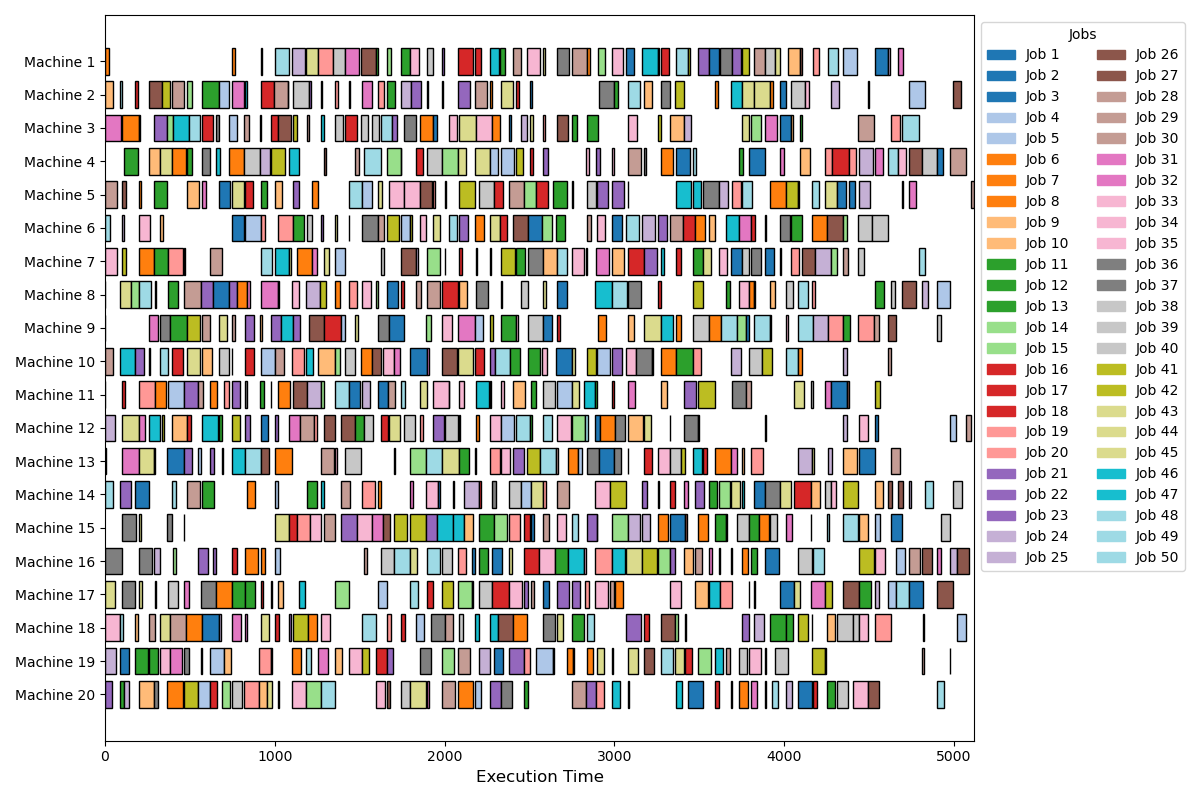 Machine 1
Machine 2
Machine 3
Machine 4
Machine 5
Machine 6
Machine 7
Machine 8
Machine 9
Machine 10
Machine 11
Machine 12
Machine 13
Machine 14
Machine 15
Machine 16
Machine 17
Machine 18
Machine 19
Machine 20
0 1000 2000 3000 4000 5000
Execution Time
Jobs
Job 1
Job 2
Job 3
Job 4
Job 5
Job 6
Job 7
Job 8
Job 9
Job 10
Job 11
Job 12
Job 13
Job 14
Job 15
Job 16
Job 17
Job 18
Job 19
Job 20
Job 21
Job 22
Job 23
Job 24
Job 25
Job 26
Job 27
Job 28
Job 29
Job 30
Job 31
Job 32
Job 33
Job 34
Job 35
Job 36
Job 37
Job 38
Job 39
Job 40
Job 41
Job 42
Job 43
Job 44
Job 45
Job 46
Job 47
Job 48
Job 49
Job 50